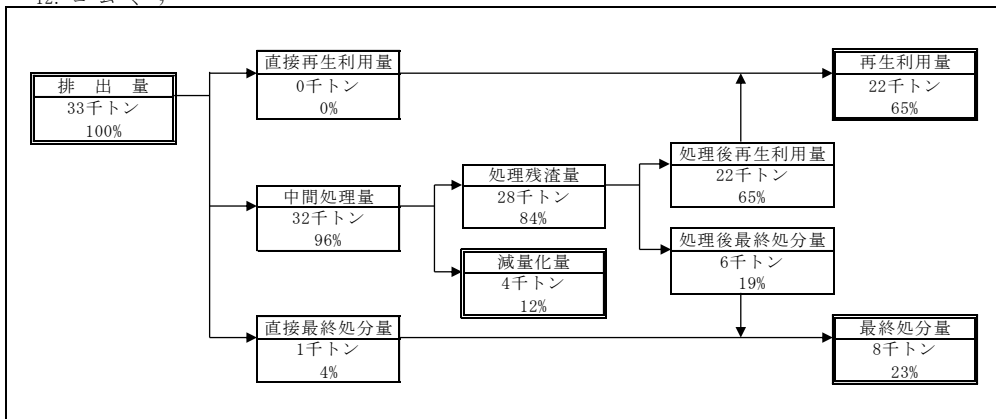 12. ゴムくず
直接再生利用量
0千トン
0%
再生利用量
22千トン
65%
排出量
33千トン
100%
処理後再生利用量
22千トン
65%
処理残渣量
28千トン
84%
中間処理量
32千トン
96%
処理後最終処分量
6千トン
19%
減量化量
4千トン
12%
直接最終処分量
1千トン
4%
最終処分量
8千トン
23%